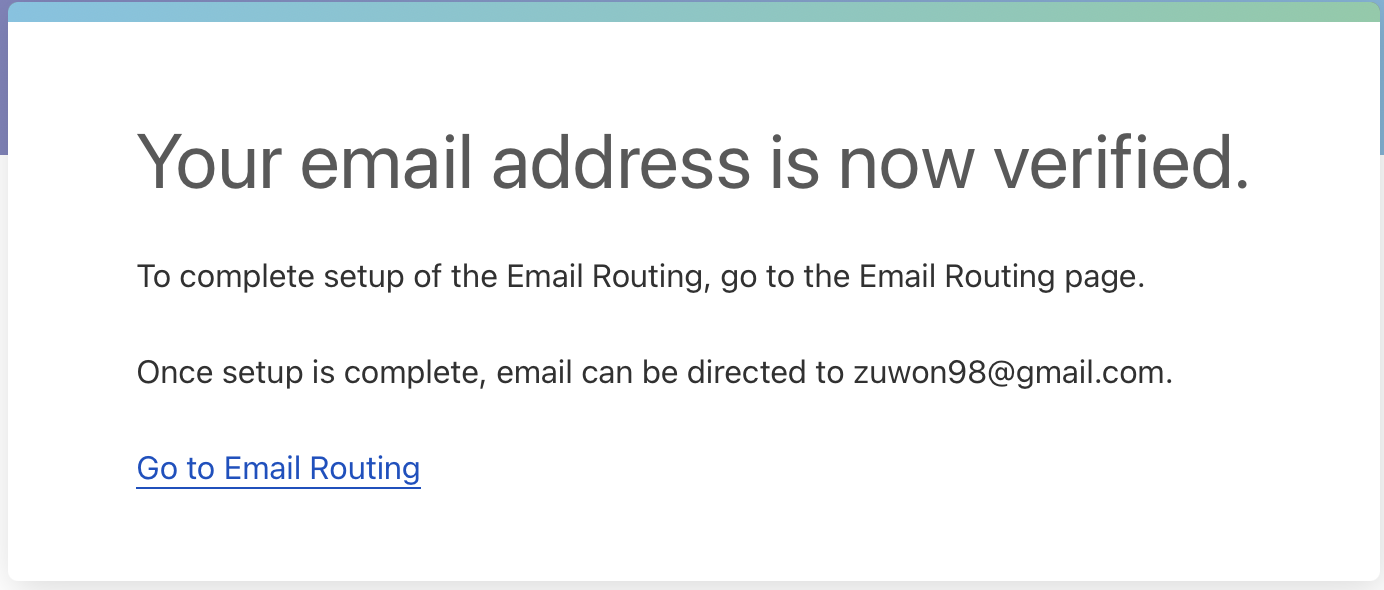 Your email address is now verified.
To complete setup of the Email Routing, go to the Email Routing page.
Once setup is complete, email can be directed to zuwon98@gmail.com.
Go to Email Routing